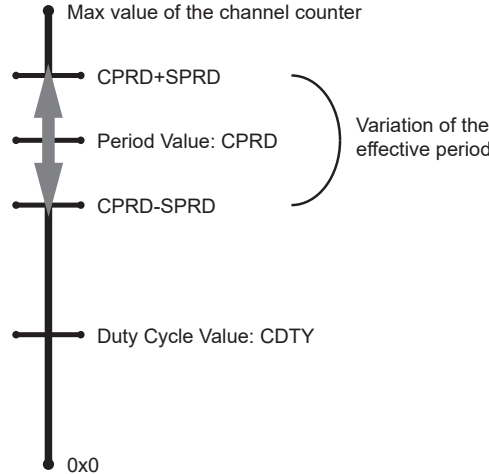 Max value of the channel counter
CPRD+SPRD
Period Value: CPRD
Variation of the
effective period
CPRD-SPRD
Duty Cycle Value: CDTY
0x0